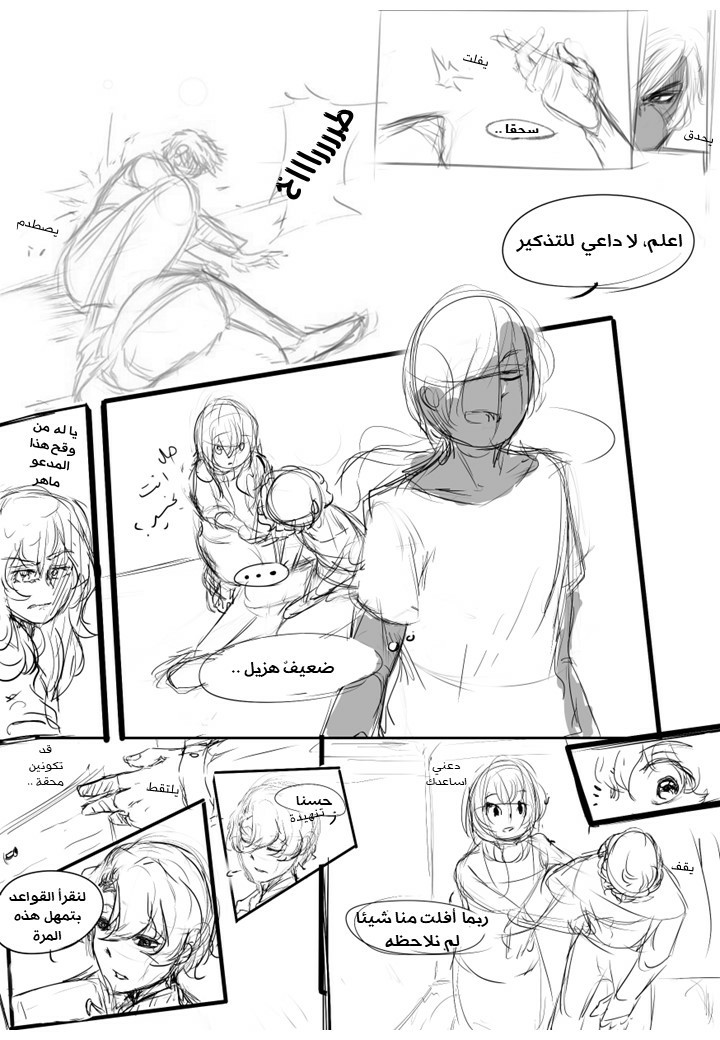 يحدق
يفلت
سحقا ..
طرررراااااخ
يصطدم
اعلم، لا داعي للتذكير
هل انت بخير
...
ضعيفٌ هزيل ..
يا له من
وقح هذا
المدعو
ماهر
دعني
اساعدك
يقف
ربما أفلت منا شيئا
لم نلاحظه
قد
تكونين
محقة ..
يلتقط
حسنا
تنهيدة
لنقرأ القواعد
بتمهل هذه
المرة